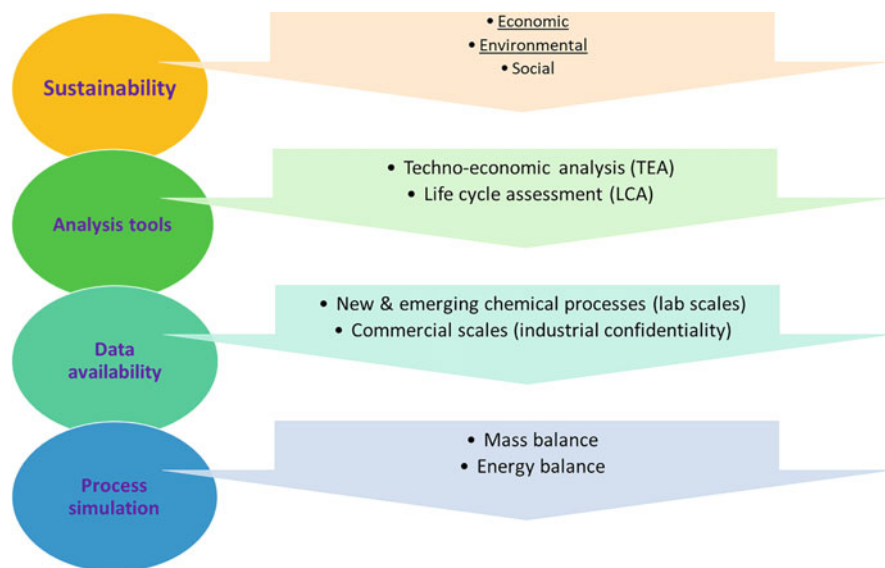 Sustainability
• Economic
• Environmental
• Social
Analysis tools
• Techno-economic analysis (TEA)
• Life cycle assessment (LCA)
Data
availability
• New & emerging chemical processes (lab scales)
• Commercial scales (industrial confidentiality)
Process
simulation
• Mass balance
• Energy balance